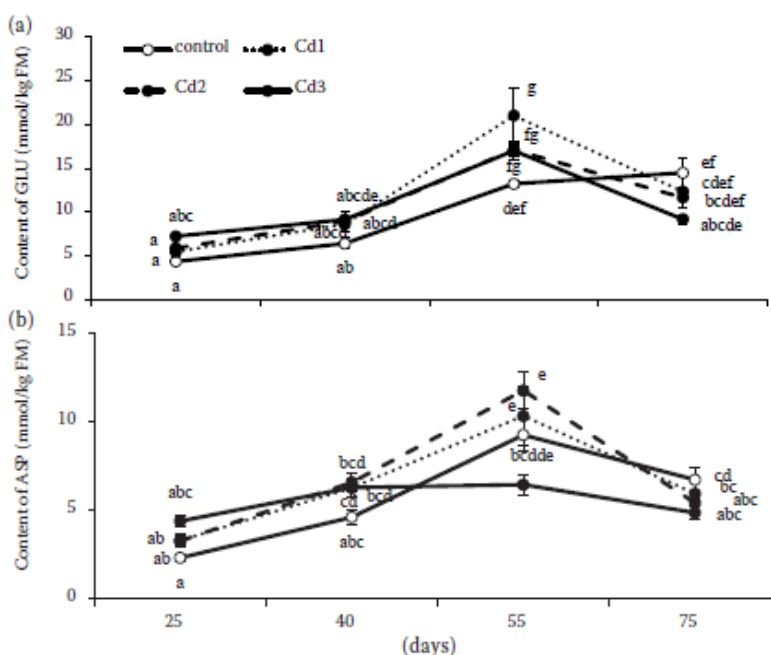 (a)
Content of GLU (mmol/kg FM)
30
25
20
15
10
5
0
control
Cd1
Cd2
Cd3
abc
a
a
a
abcde
abcd
ab
g
fg
fg
def
ef
cdef
bcdef
abcde
(b)
Content of ASP (mmol/kg FM)
15
10
5
0
abc
ab
ab
a
bcd
bcd
cd
abc
e
e
bcdde
cd
bc
abc
abc
25
40
55
75
(days)